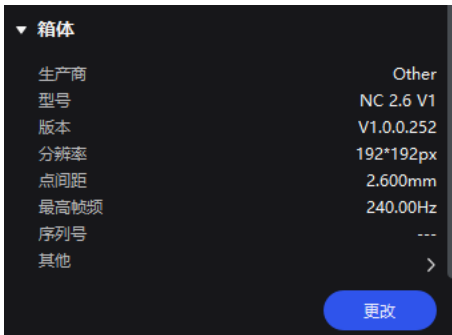 箱体
生产商 Other
型号 NC 2.6 V1
版本 V1.0.0.252
分辨率 192*192px
点间距 2.600mm
最高帧频 240.00Hz
序列号 ---
其他
更改